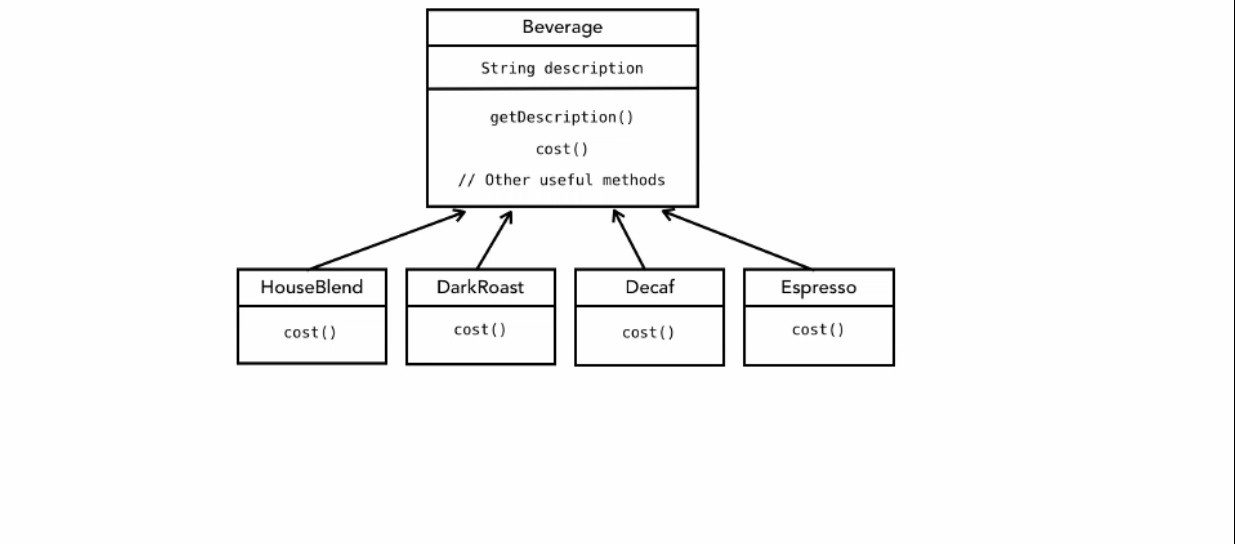 Beverage
String description
getDescription()
cost()
// Other useful methods
HouseBlend
cost()
DarkRoast
cost()
Decaf
cost()
Espresso
cost()